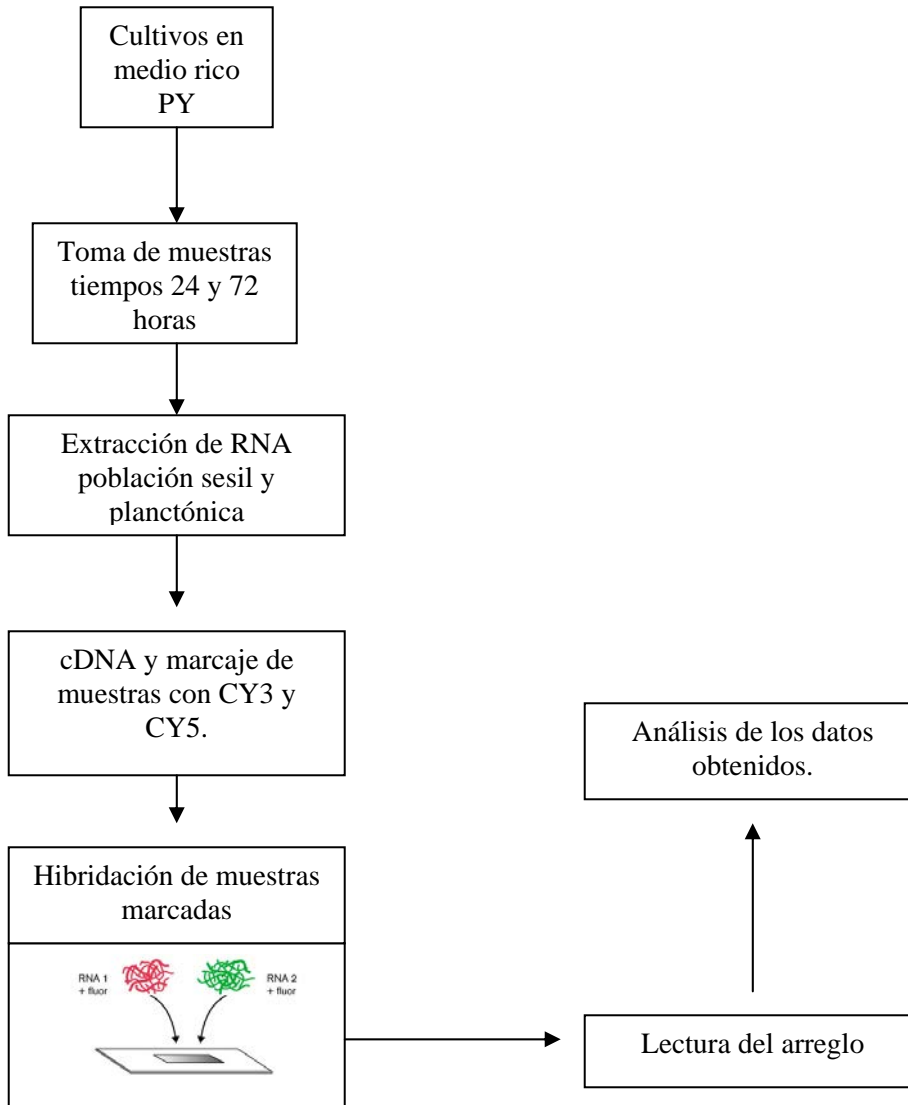 Cultivos en
medio rico
PY
Toma de muestras
tiempos 24 y 72
horas
Extracción de RNA
población sesil y
planctónica
cDNA y marcaje de
muestras con CY3 y
CY5.
Hibridación de muestras
marcadas
RNA 1
+ fluor
RNA 2
+ fluor
Lectura del arreglo
Análisis de los datos
obtenidos.